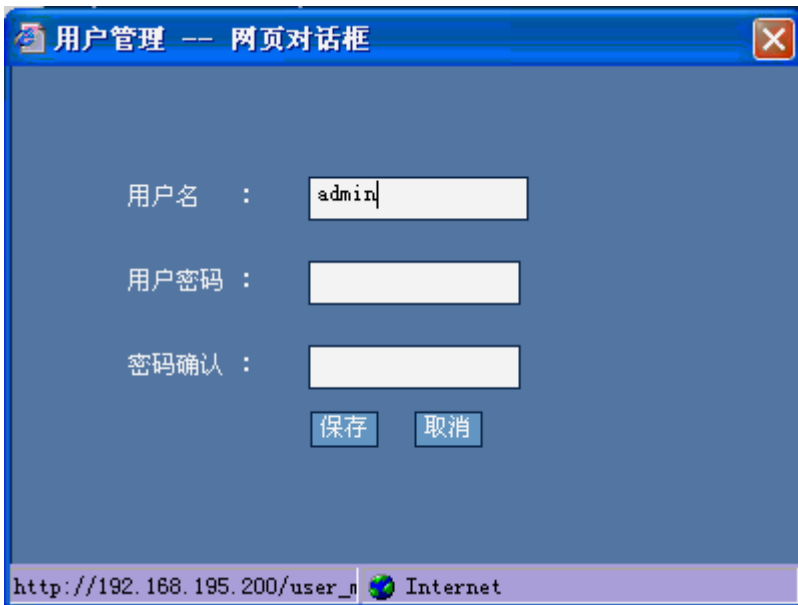 用户管理 -- 网页对话框
用户名 : admin
用户密码 :
密码确认 :
保存 取消
http://192.168.195.200/user_m Internet